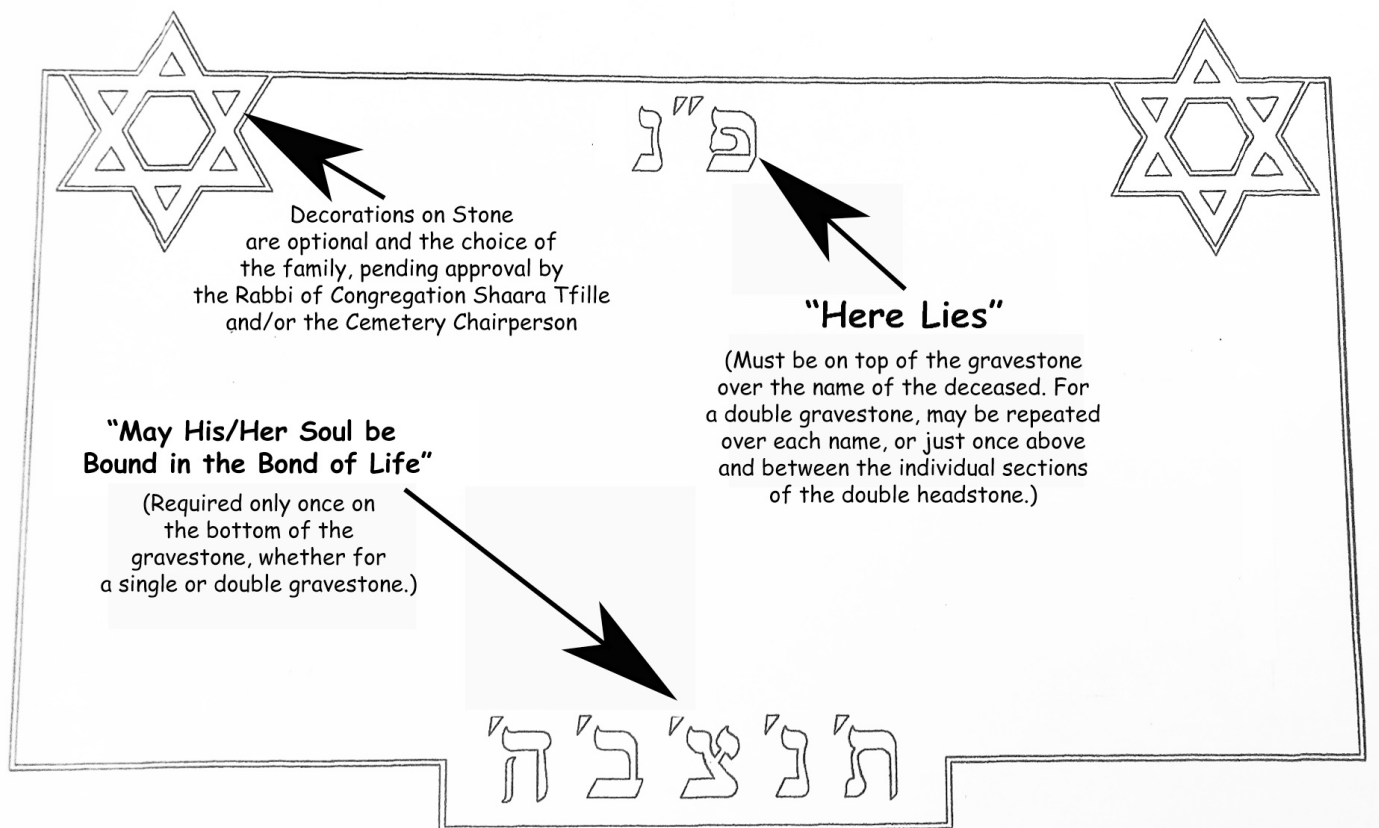 פ"נ
Decorations on Stone
are optional and the choice of
the family, pending approval by
the Rabbi of Congregation Shaara Tfille
and/or the Cemetery Chairperson
“Here Lies”
(Must be on top of the gravestone
over the name of the deceased. For
a double gravestone, may be repeated
over each name, or just once above
and between the individual sections
of the double headstone.)
“May His/Her Soul be
Bound in the Bond of Life”
(Required only once on
the bottom of the
gravestone, whether for
a single or double gravestone.)
ת' נ' צ' ב' ה'